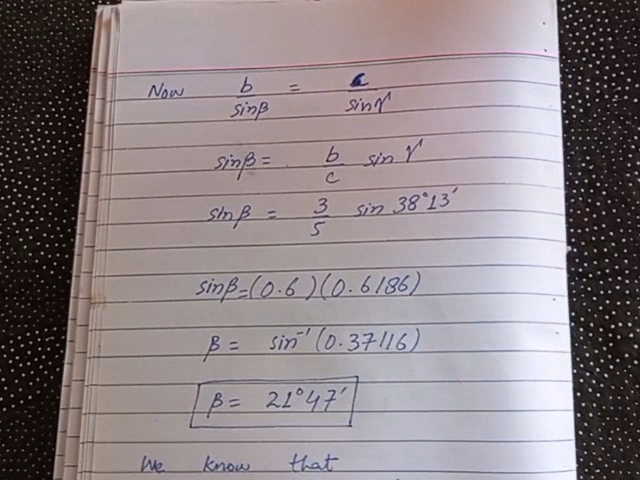 Now b/sinβ = c/sinγ
sinβ = b/c sin γ
sinβ = 3/5 sin 38°13′
sinβ = (0.6)(0.6186)
β = sin⁻¹(0.37116)
β = 21°47′
We know that